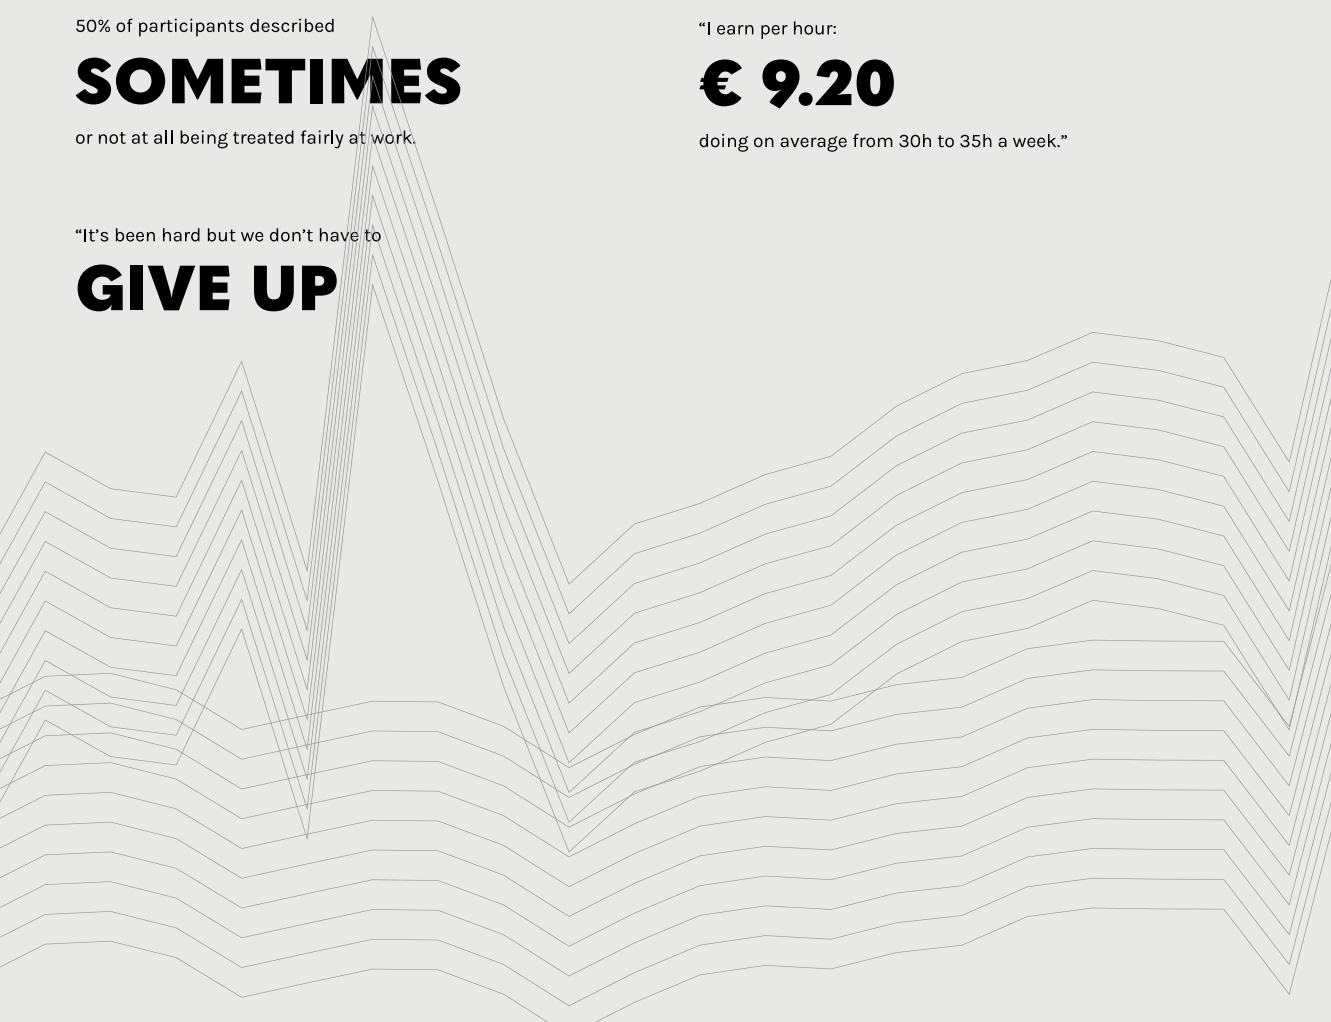 50% of participants described
SOMETIMES
or not at all being treated fairly at work.
“It’s been hard but we don’t have to
GIVE UP
“I earn per hour:
€ 9.20
doing on average from 30h to 35h a week.”